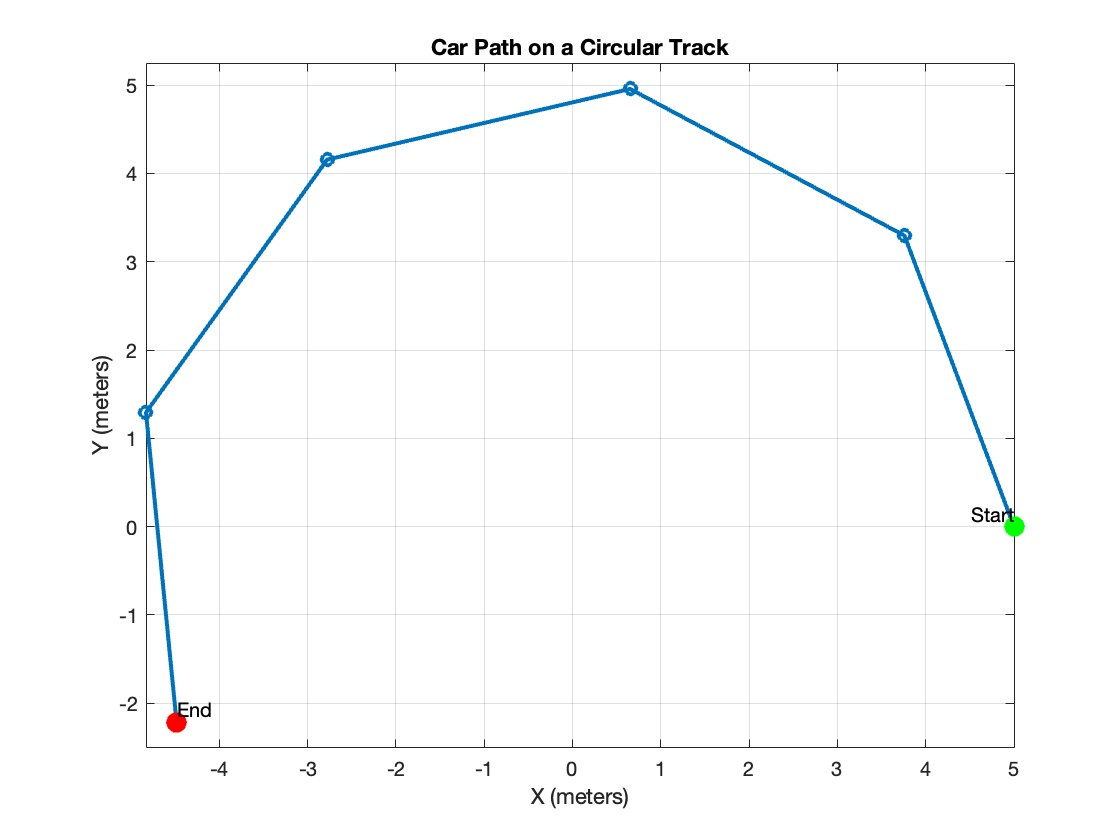 Car Path on a Circular Track
5
4
3
2
1
0
-1
-2
Y (meters)
Start
End
-4 -3 -2 -1 0 1 2 3 4 5
X (meters)